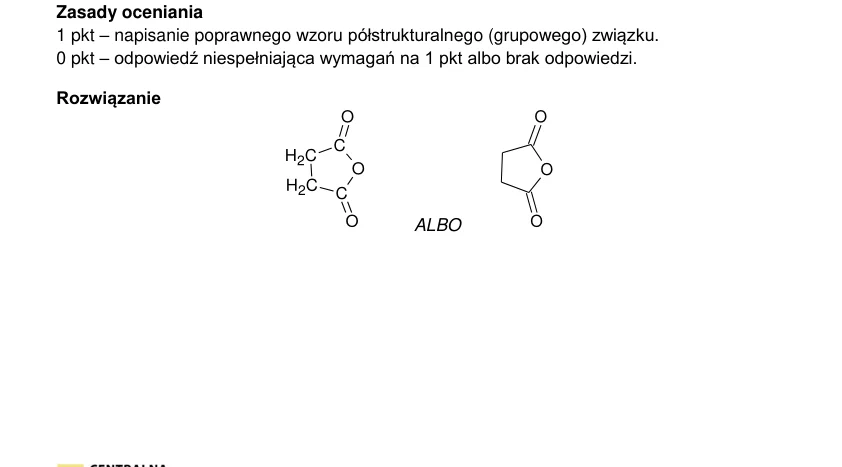 Zasady oceniania
1 pkt – napisanie poprawnego wzoru półstrukturalnego (grupowego) związku.
0 pkt – odpowiedź niespełniająca wymagań na 1 pkt albo brak odpowiedzi.
Rozwiązanie
O O
C
H₂C
O O
H₂C C
O O
ALBO
CENTRALNA